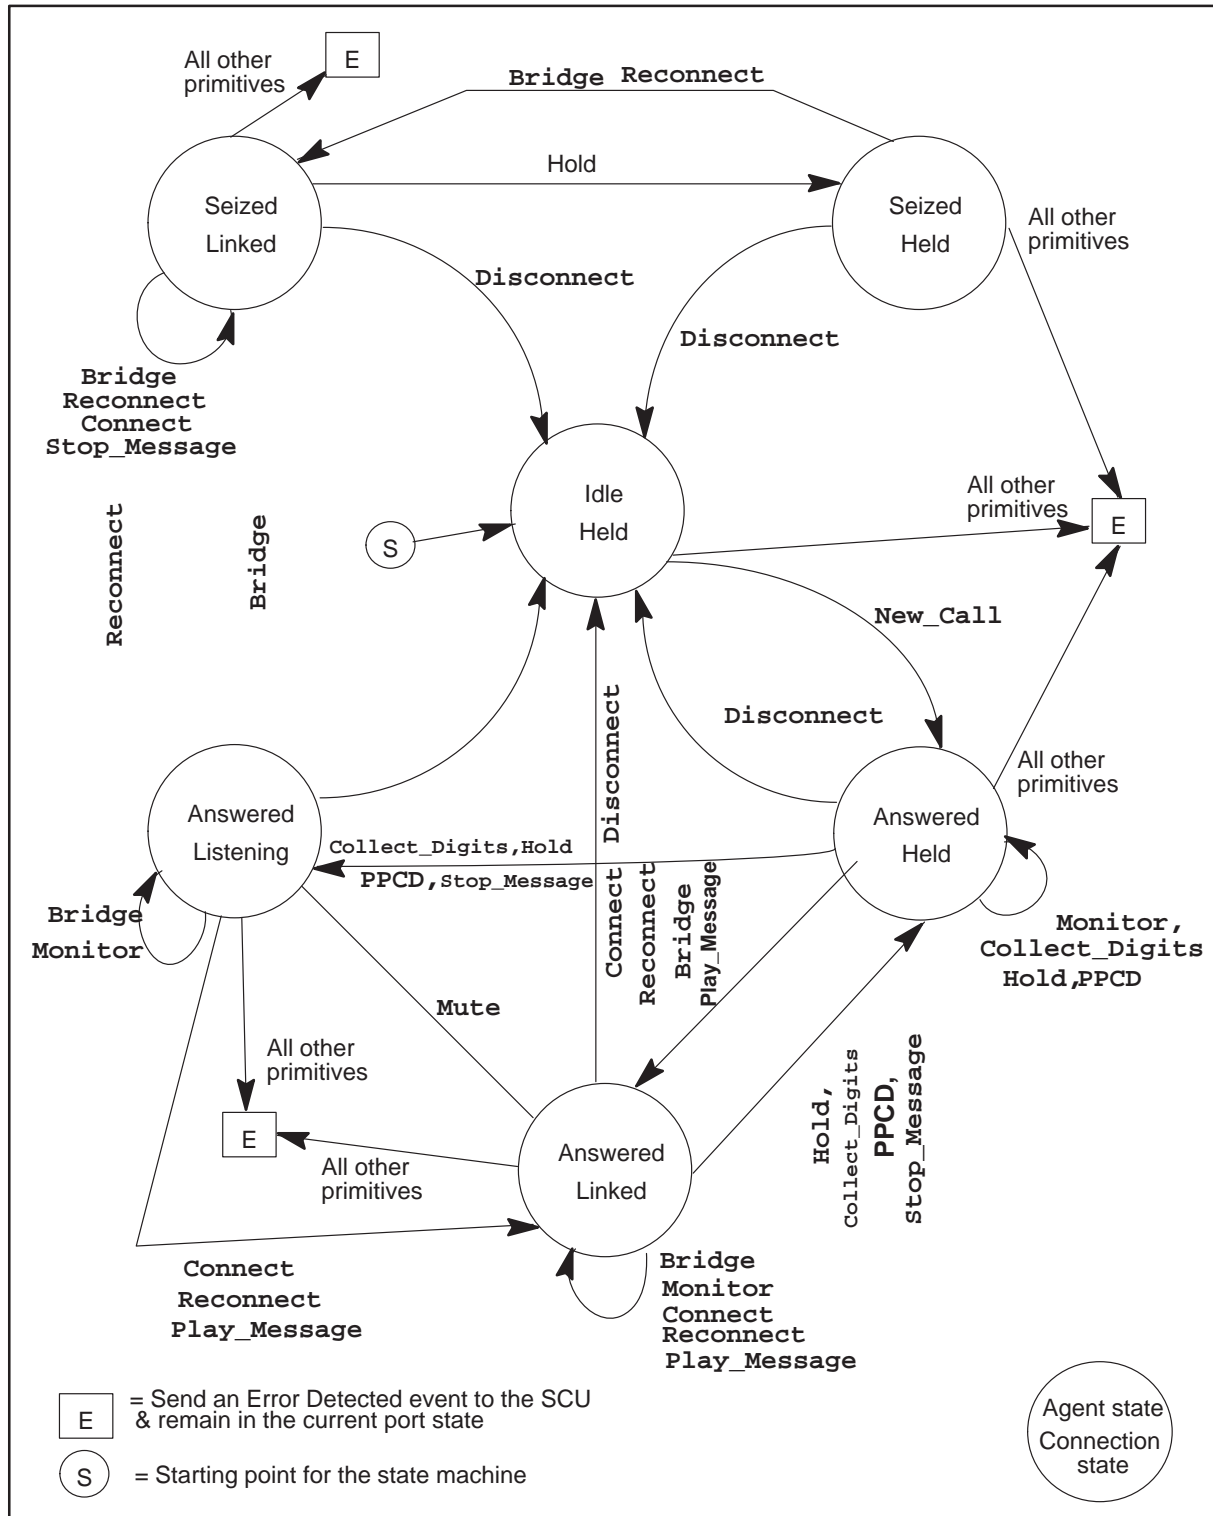 E
All other
primitives
Bridge Reconnect
Hold
Seized
Linked
Seized
Held
All other
primitives
Disconnect
Disconnect
Bridge
Reconnect
Connect
Stop_Message
Idle
Held
All other
primitives
E
S
Reconnect
Bridge
New_Call
Disconnect
Disconnect
All other
primitives
Answered
Listening
Answered
Held
Collect_Digits,Hold
PPCD,Stop_Message
Connect
Reconnect
Bridge
Play_Message
Bridge
Monitor
Monitor,
Collect_Digits
Hold,PPCD
Mute
All other
primitives
E
All other
primitives
Answered
Linked
Hold,
Collect_Digits
PPCD,
Stop_Message
Connect
Reconnect
Play_Message
Bridge
Monitor
Connect
Reconnect
Play_Message
E
= Send an Error Detected event to the SCU
& remain in the current port state
S
= Starting point for the state machine
Agent state
Connection
state